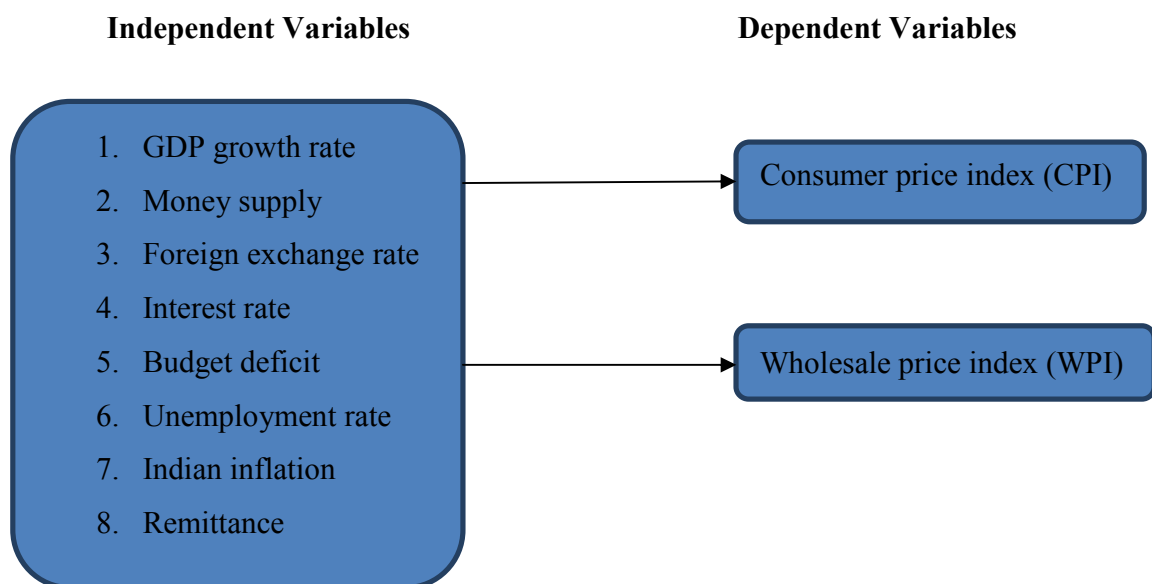 Independent Variables
Dependent Variables
1. GDP growth rate
2. Money supply
3. Foreign exchange rate
4. Interest rate
5. Budget deficit
6. Unemployment rate
7. Indian inflation
8. Remittance
Consumer price index (CPI)
Wholesale price index (WPI)